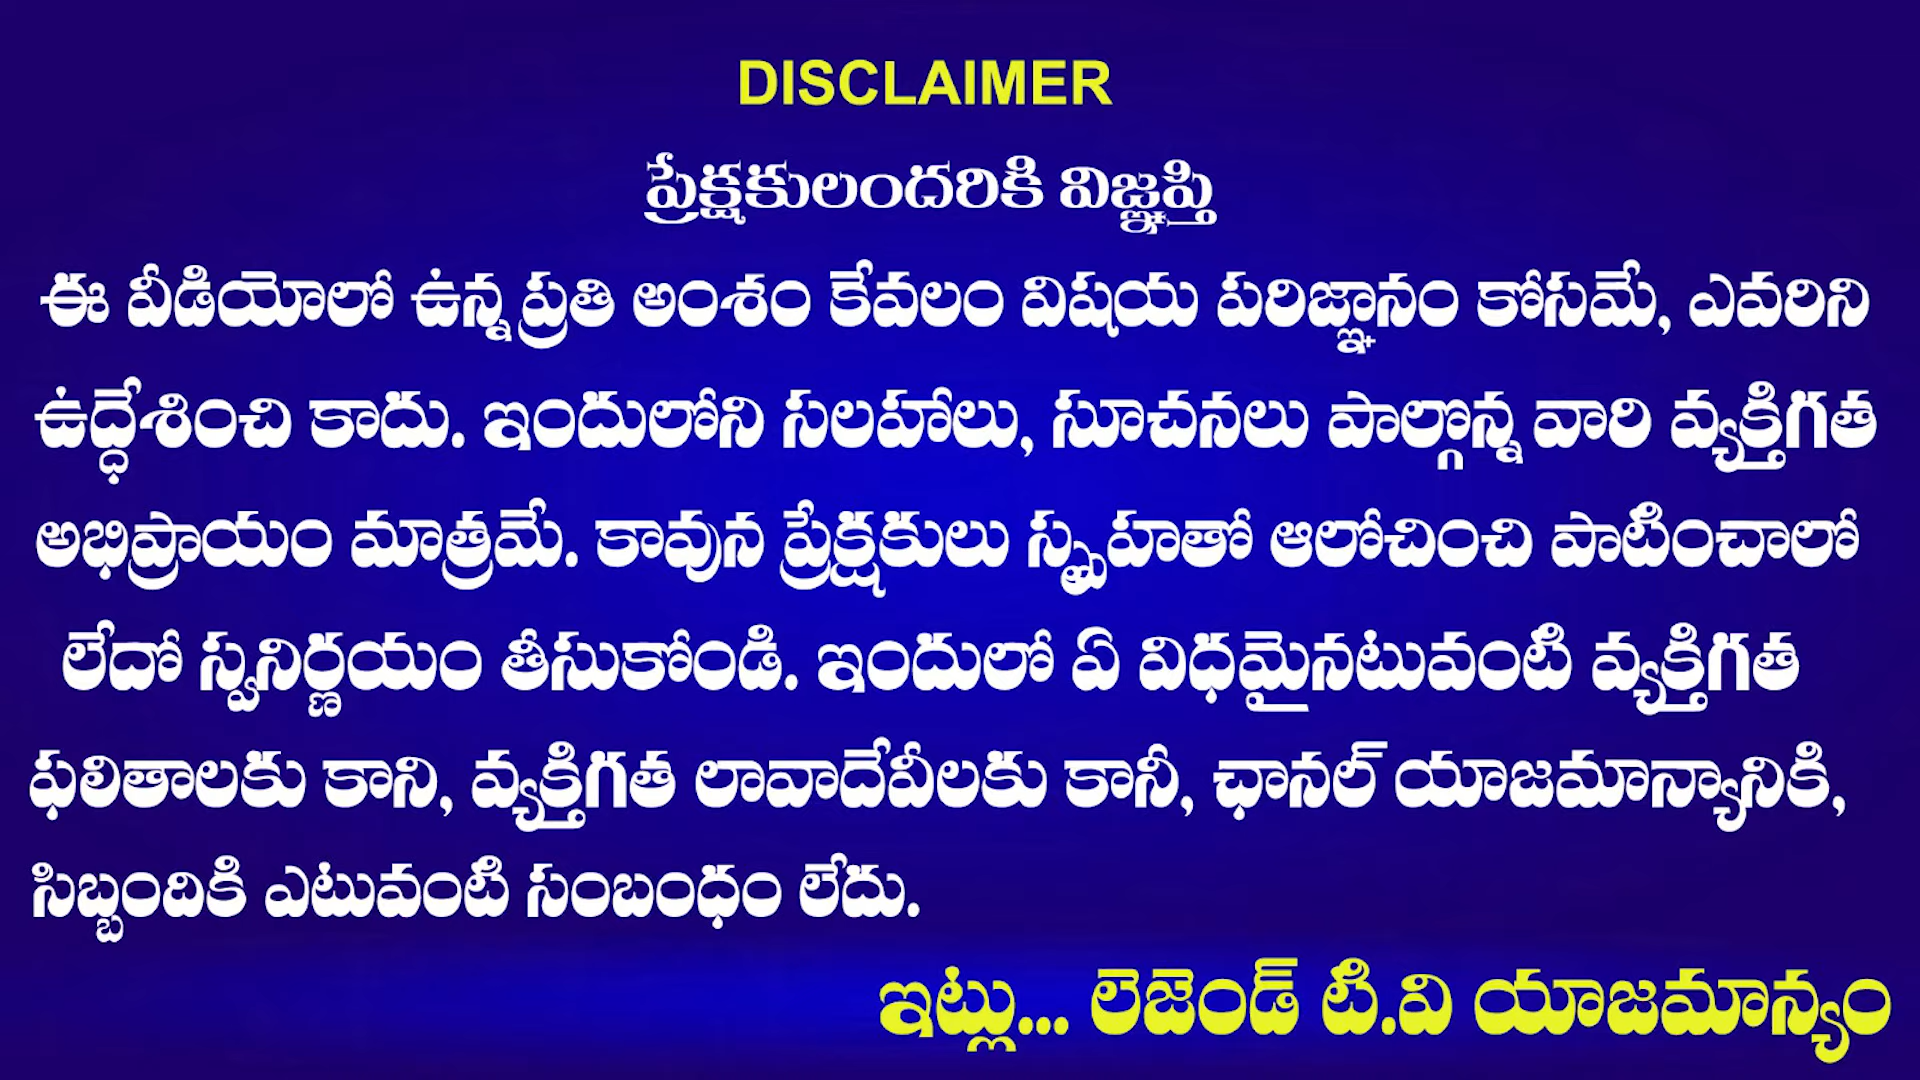 DISCLAIMER
ప్రేక్షకులందరికి విజ్ఞప్తి
ఈ వీడియోలో ఉన్న ప్రతి అంశం కేవలం విషయ పరిజ్ఞానం కోసమే, ఎవరిని
ఉద్ధేశించి కాదు. ఇందులోని సలహాలు, సూచనలు పాల్గొన్న వారి వ్యక్తిగత
అభిప్రాయం మాత్రమే. కావున ప్రేక్షకులు స్పృహతో ఆలోచించి పాటించాలో
లేదో స్వనిర్ణయం తీసుకోండి. ఇందులో ఏ విధమైనటువంటి వ్యక్తిగత
ఫలితాలకు కాని, వ్యక్తిగత లావాదేవీలకు కానీ, ఛానల్ యాజమాన్యానికి,
సిబ్బందికి ఎటువంటి సంబంధం లేదు.
ఇట్లు... లెజెండ్ టి.వి యాజమాన్యం